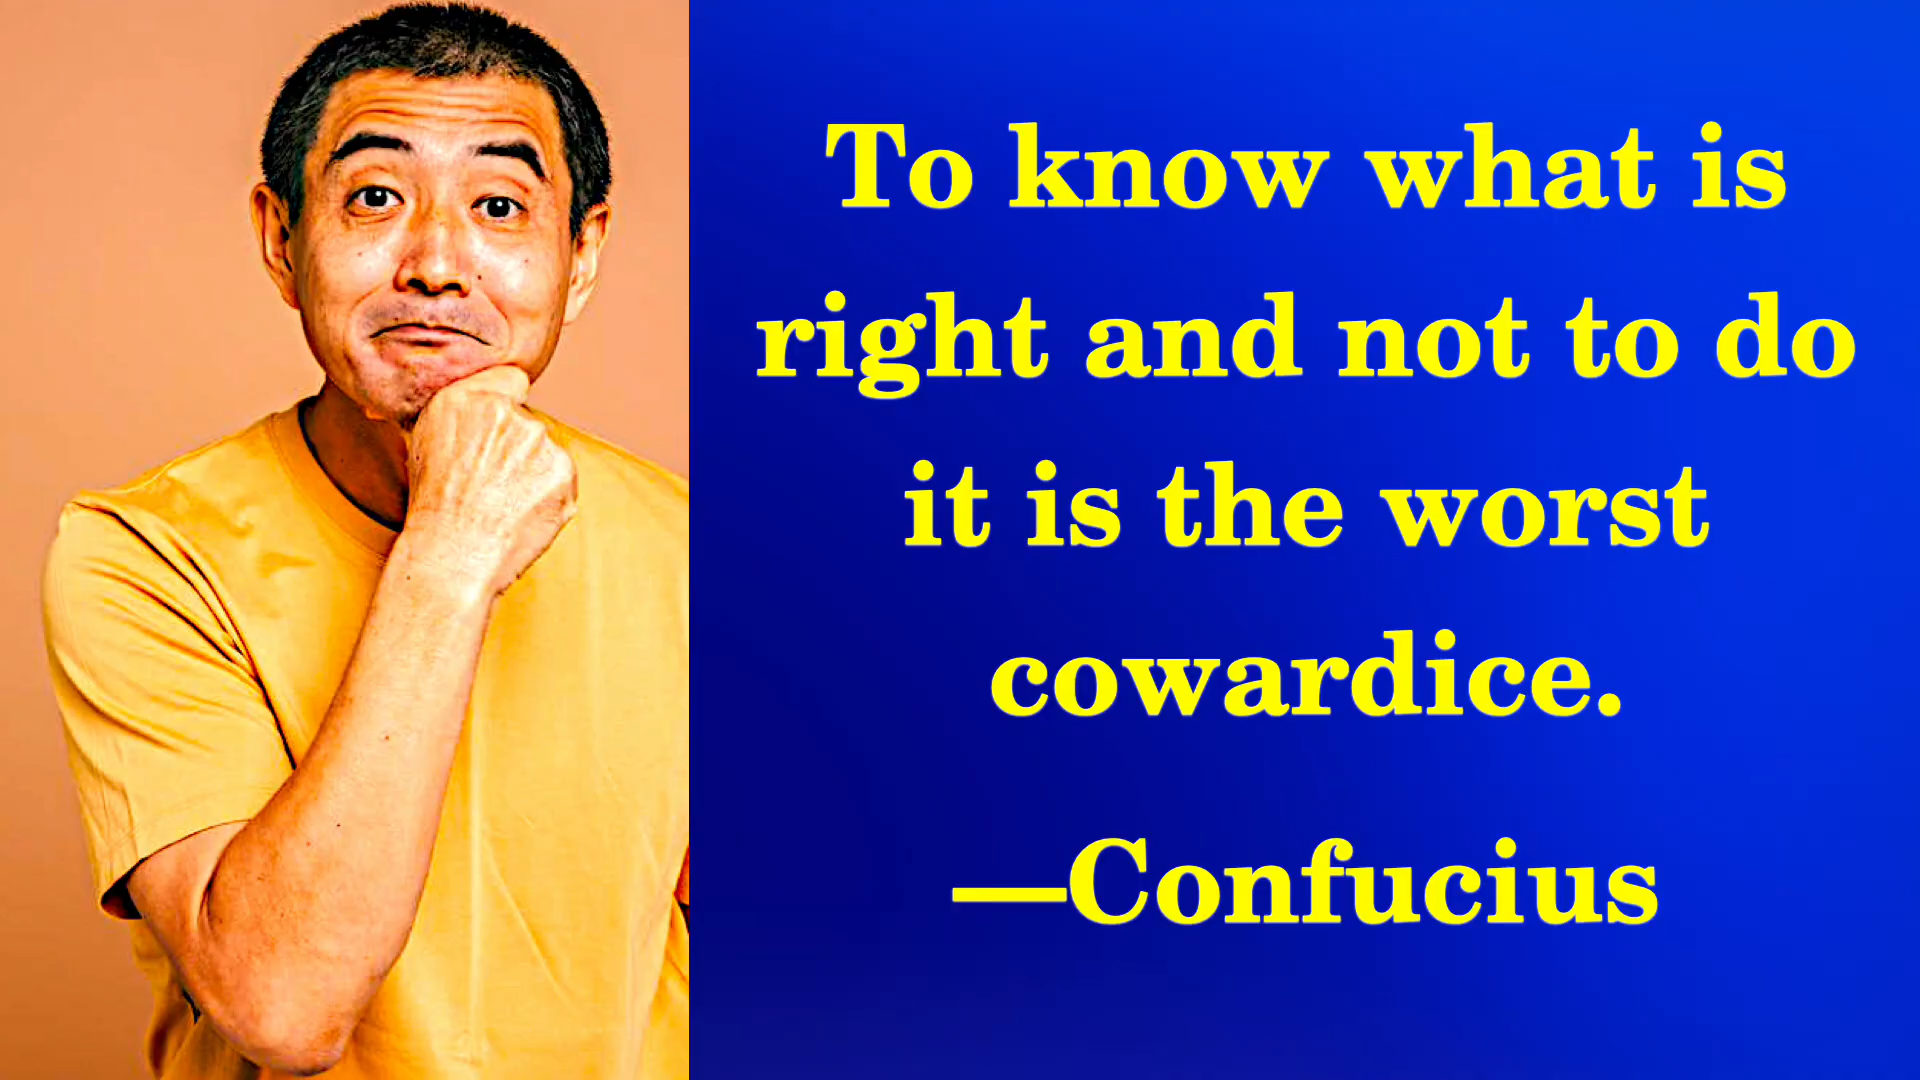 To know what is
right and not to do
it is the worst
cowardice.
—Confucius